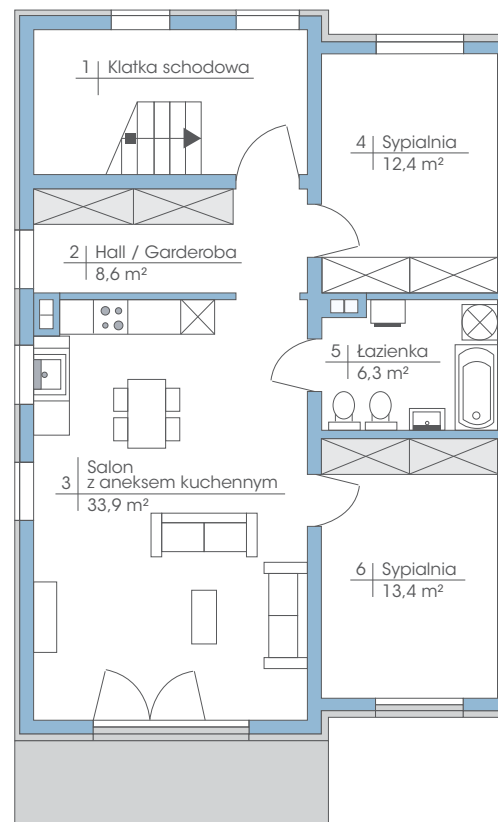 1 Klatka schodowa
4 Sypialnia
12,4 m²
2 Hall / Garderoba
8,6 m²
5 Łazienka
6,3 m²
3 Salon
z aneksem kuchennym
33,9 m²
6 Sypialnia
13,4 m²